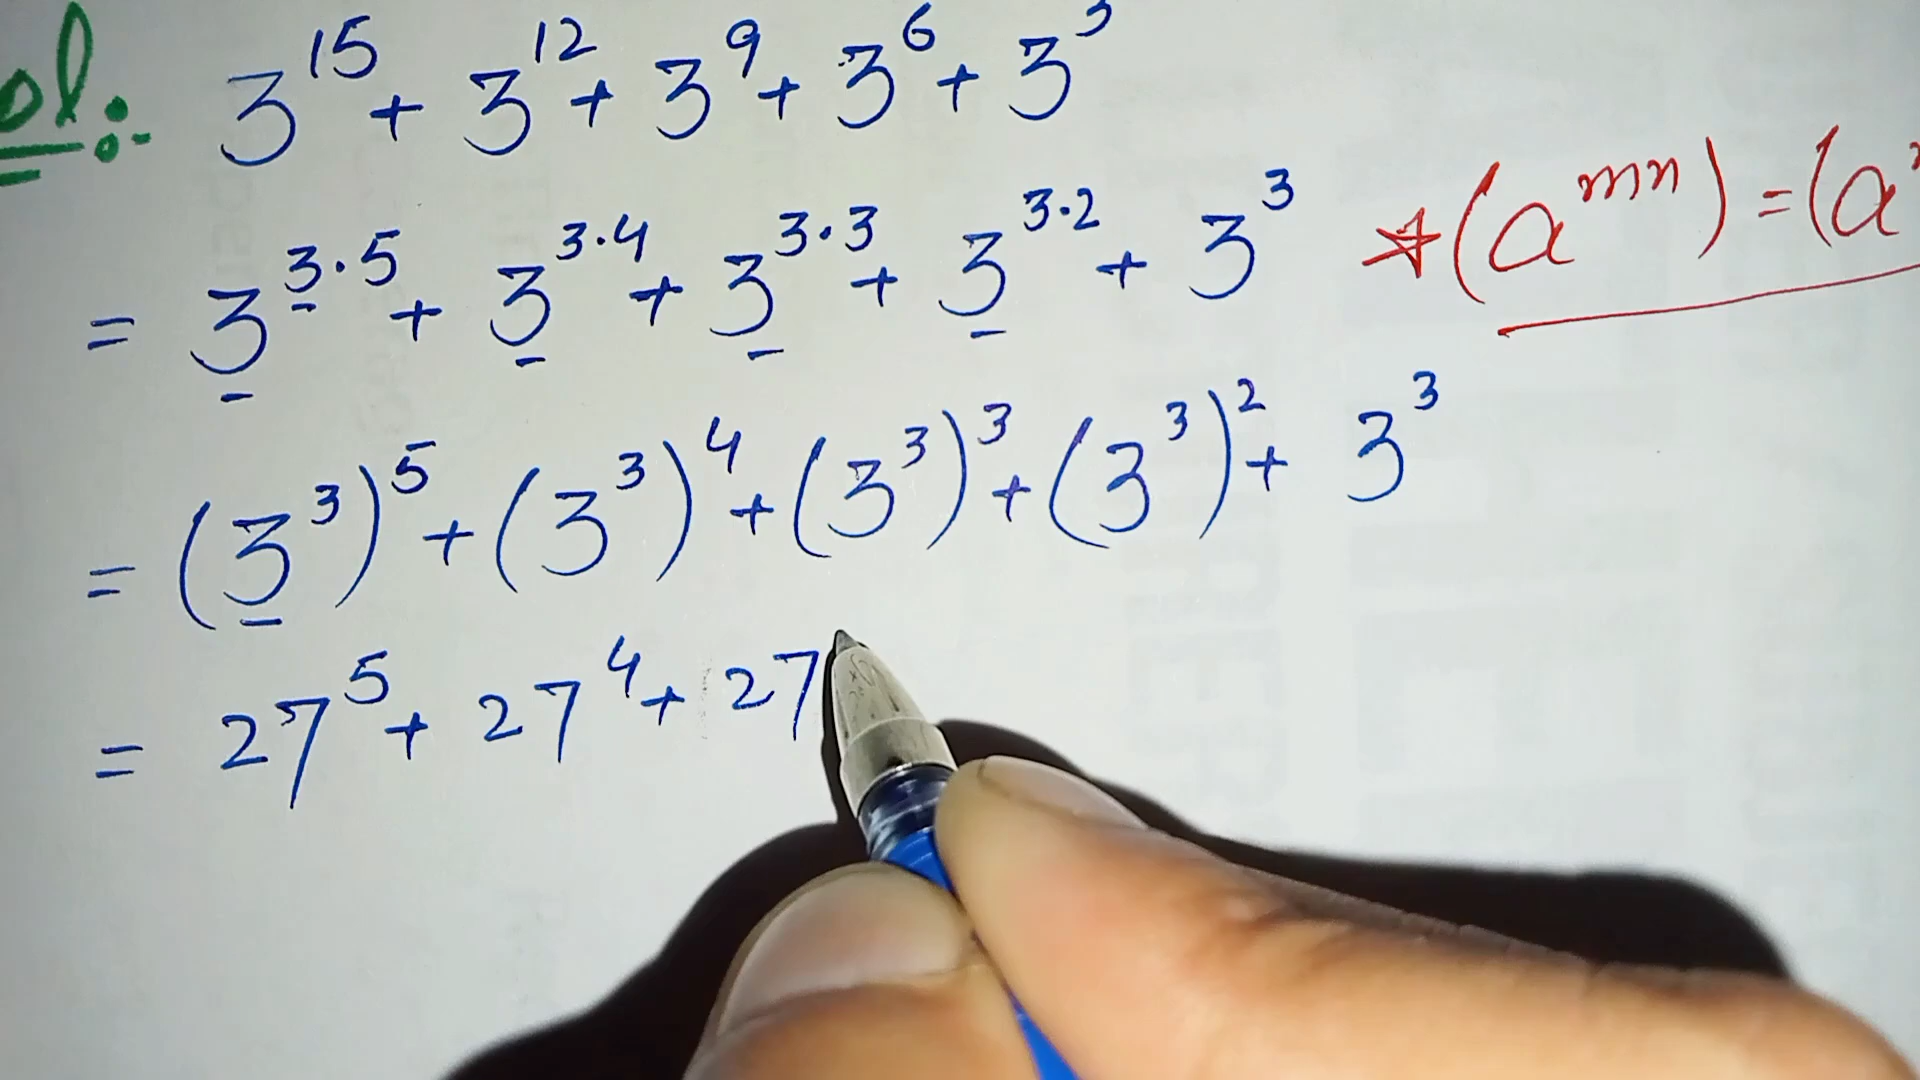 ol:-
3^15 + 3^12 + 3^9 + 3^6 + 3^3
= 3^3·5 + 3^3·4 + 3^3·3 + 3^3·2 + 3^3
*(a^mn) = (a
= (3^3)^5 + (3^3)^4 + (3^3)^3 + (3^3)^2 + 3^3
= 27^5 + 27^4 + 27